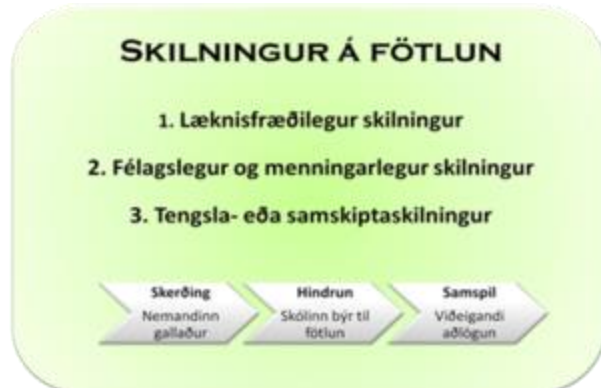 SKILNINGUR Á FÖTLUN
1. Læknisfræðilegur skilningur
2. Félagslegur og menningarlegur skilningur
3. Tengsla- eða samskiptaskilningur
Skerðing
Nemandinn
gallaður
Hindrun
Skólinn býr til
fötlun
Samspil
Viðeigandi
aðlögun